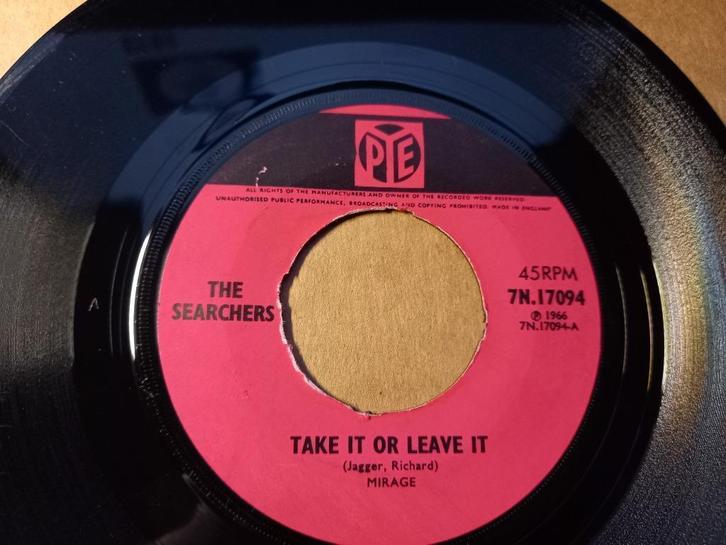 PYE
ALL RIGHTS OF THE MANUFACTURERS AND OWNER OF THE RECORDED WORK RESERVED.
UNAUTHORISED PUBLIC PERFORMANCE, BROADCASTING AND COPYING PROHIBITED. MADE IN ENGLAND
THE
SEARCHERS
45RPM
7N.17094
℗ 1966
7N.17094-A
A
TAKE IT OR LEAVE IT
(Jagger, Richard)
MIRAGE